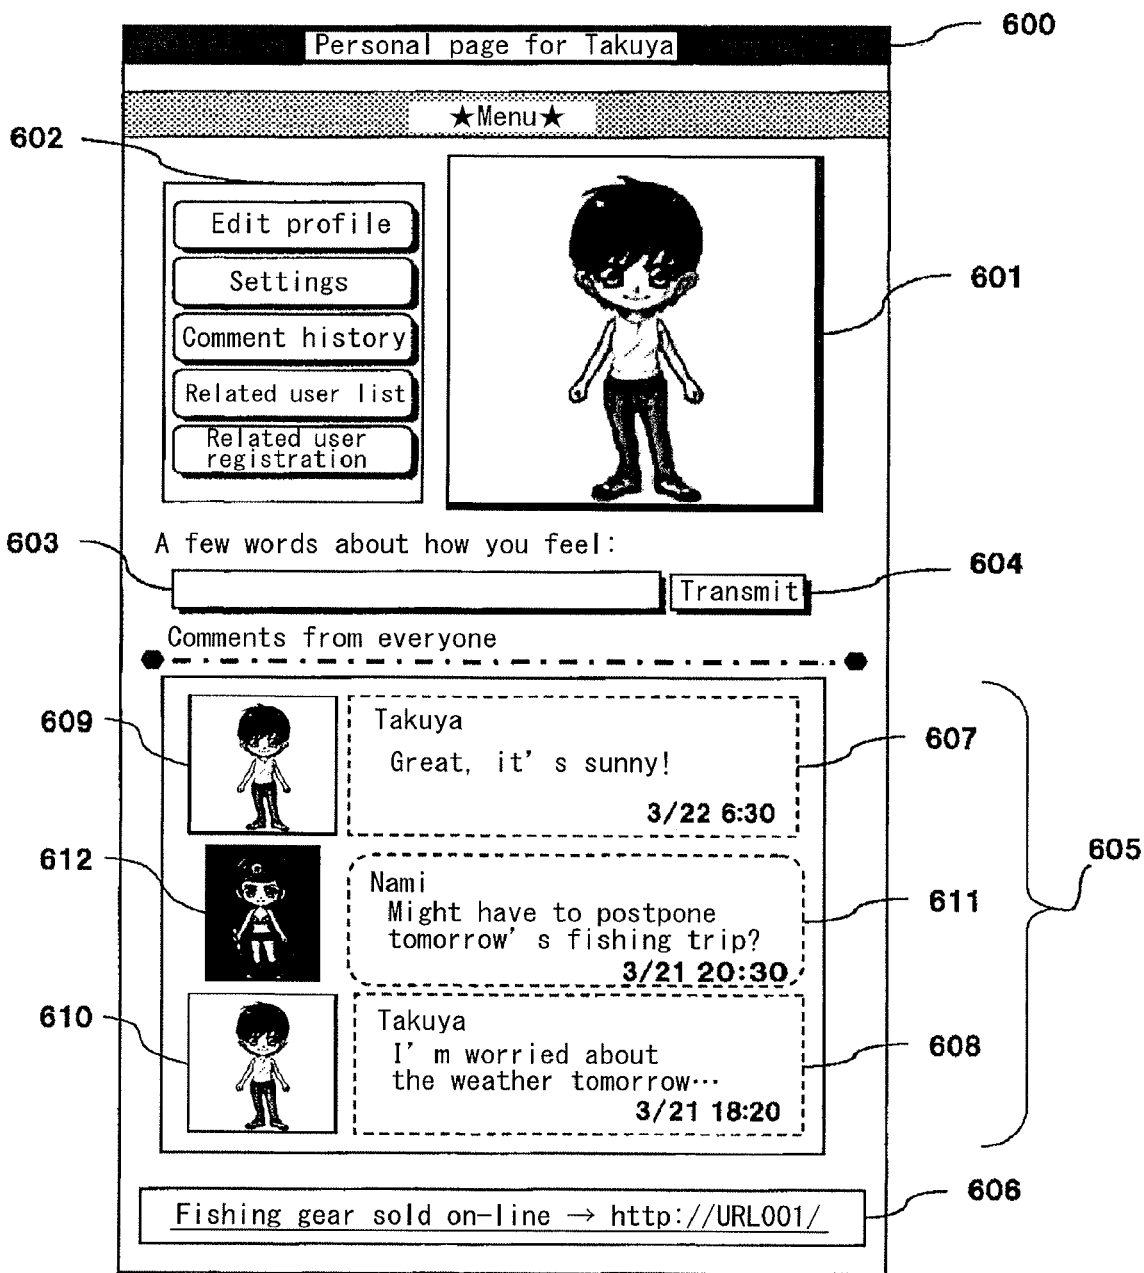 600
Personal page for Takuya
★Menu★
602
Edit profile
Settings
Comment history
Related user list
Related user
registration
601
603
A few words about how you feel:
Transmit
604
Comments from everyone
609
Takuya
Great, it's sunny!
3/22 6:30
607
612
Nami
Might have to postpone
tomorrow's fishing trip?
3/21 20:30
611
605
610
Takuya
I'm worried about
the weather tomorrow…
3/21 18:20
608
606
Fishing gear sold on-line → http://URL001/